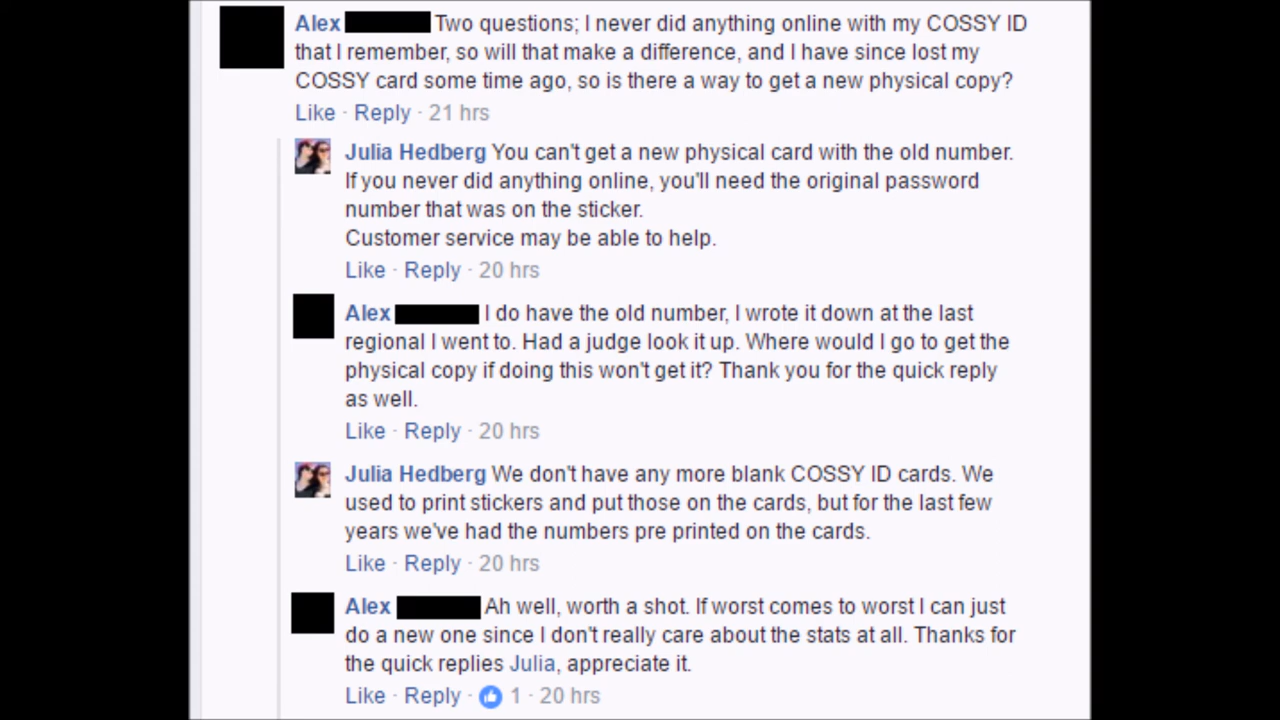 Alex Two questions; I never did anything online with my COSSY ID
that I remember, so will that make a difference, and I have since lost my
COSSY card some time ago, so is there a way to get a new physical copy?
Like · Reply · 21 hrs
Julia Hedberg You can't get a new physical card with the old number.
If you never did anything online, you'll need the original password
number that was on the sticker.
Customer service may be able to help.
Like · Reply · 20 hrs
Alex I do have the old number, I wrote it down at the last
regional I went to. Had a judge look it up. Where would I go to get the
physical copy if doing this won't get it? Thank you for the quick reply
as well.
Like · Reply · 20 hrs
Julia Hedberg We don't have any more blank COSSY ID cards. We
used to print stickers and put those on the cards, but for the last few
years we've had the numbers pre printed on the cards.
Like · Reply · 20 hrs
Alex Ah well, worth a shot. If worst comes to worst I can just
do a new one since I don't really care about the stats at all. Thanks for
the quick replies Julia, appreciate it.
Like · Reply · 1 · 20 hrs